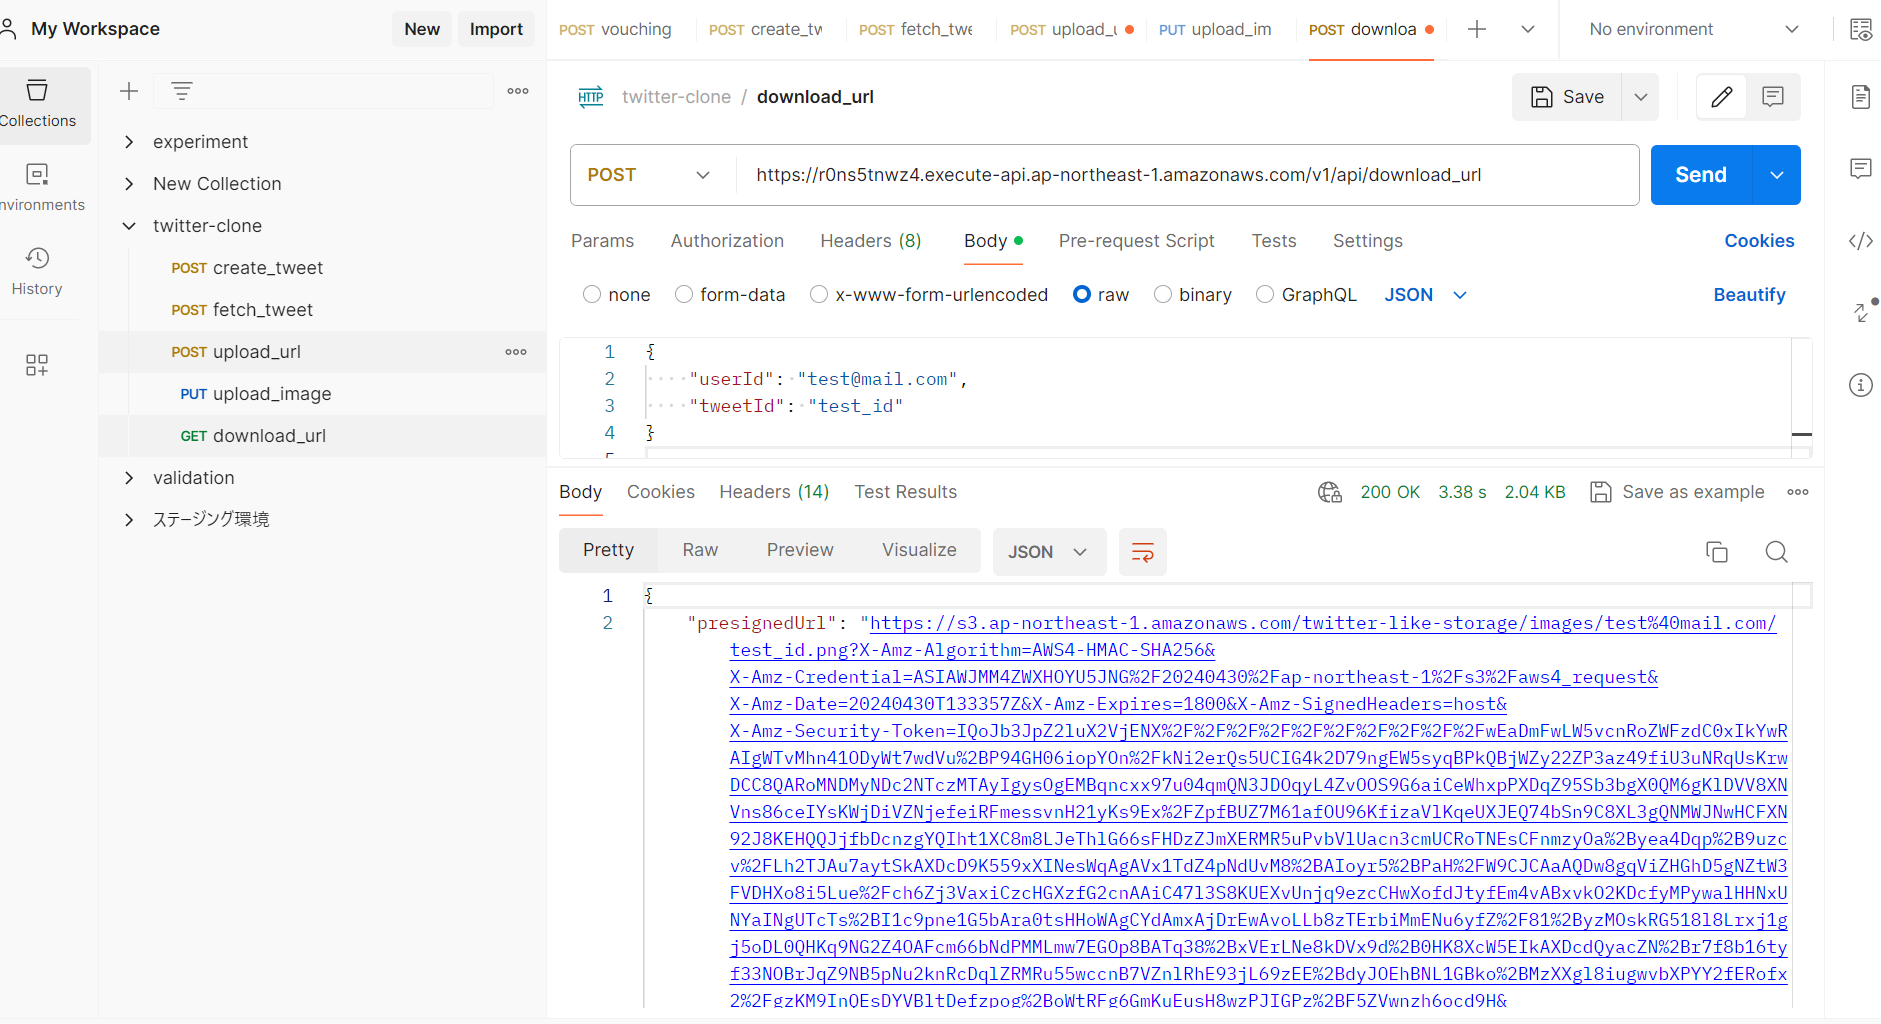 My Workspace
New
Import
POST vouching
POST create_tw
POST fetch_twe
POST upload_u
PUT upload_im
POST downloa
No environment
Collections
nvironments
History
experiment
New Collection
twitter-clone
POST create_tweet
POST fetch_tweet
POST upload_url
PUT upload_image
GET download_url
validation
ステージング環境
HTTP twitter-clone / download_url
Save
POST
https://r0ns5tnwz4.execute-api.ap-northeast-1.amazonaws.com/v1/api/download_url
Send
Params
Authorization
Headers (8)
Body
Pre-request Script
Tests
Settings
Cookies
none
form-data
x-www-form-urlencoded
raw
binary
GraphQL
JSON
Beautify
1 {
2 "userId": "test@mail.com",
3 "tweetId": "test_id"
4 }
5
Body
Cookies
Headers (14)
Test Results
200 OK
3.38 s
2.04 KB
Save as example
Pretty
Raw
Preview
Visualize
JSON
1 {
2 "presignedUrl": "https://s3.ap-northeast-1.amazonaws.com/twitter-like-storage/images/test%40mail.com/
test_id.png?X-Amz-Algorithm=AWS4-HMAC-SHA256&
X-Amz-Credential=ASIAWJMM4ZWXHOYU5JNG%2F20240430%2Fap-northeast-1%2Fs3%2Faws4_request&
X-Amz-Date=20240430T133357Z&X-Amz-Expires=1800&X-Amz-SignedHeaders=host&
X-Amz-Security-Token=IQoJb3JpZ2luX2VjENX%2F%2F%2F%2F%2F%2F%2F%2F%2F%2FwEaDmFwLW5vcnRoZWFzdC0xIkYwR
AIgWTvMhn41ODyWt7wdVu%2BP94GH06iopYOn%2FkNi2erQs5UCIG4k2D79ngEW5syqBPkQBjWZy22ZP3az49fiU3uNRqUsKrw
DCC8QARoMNDMyNDc2NTczMTAyIgysOgEMBqncxx97u04qmQN3JDOqyL4ZvOOS9G6aiCeWhxpPXDqZ95Sb3bgX0QM6gKlDVV8XN
Vns86ceIYsKWjDiVZNjefeiRFmessvnH21yKs9Ex%2FZpfBUZ7M61afOU96KfizaVlKqeUXJEQ74bSn9C8XL3gQNMWJNwHCFXN
92J8KEHQQJjfbDcnzgYQIht1XC8m8LJeThlG66sFHDzZJmXERMR5uPvbVlUacn3cmUCRoTNEsCFnmzyOa%2Byea4Dqp%2B9uzc
v%2FLh2TJAu7aytSkAXDcD9K559xXINesWqAgAVx1TdZ4pNdUvM8%2BAIoyr5%2BPaH%2FW9CJCAaAQDw8gqViZHGhD5gNZtW3
FVDHXo8i5Lue%2Fch6Zj3VaxiCzcHGXzfG2cnAAiC47l3S8KUEXvUnjq9ezcCHwXofdJtyfEm4vABxvkO2KDcfyMPywalHHNxU
NYaINgUTcTs%2BI1c9pne1G5bAra0tsHHoWAgCYdAmxAjDrEwAvoLLb8zTErbiMmENu6yfZ%2F81%2ByzMOskRG518l8Lrxj1g
j5oDL0QHKq9NG2Z4OAFcm66bNdPMMLmw7EGOp8BATq38%2BxVErLNe8kDVx9d%2B0HK8XcW5EIkAXDcdQyacZN%2Br7f8b16ty
f33NOBrJqZ9NB5pNu2knRcDqlZRMRu55wccnB7VZnlRhE93jL69zEE%2BdyJOEhBNL1GBko%2BMzXXgl8iugwvbXPYY2fERofx
2%2FgzKM9InOEsDYVBltDefzpog%2BoWtRFg6GmKuEusH8wzPJIGPz%2BF5ZVwnzh6ocd9H&